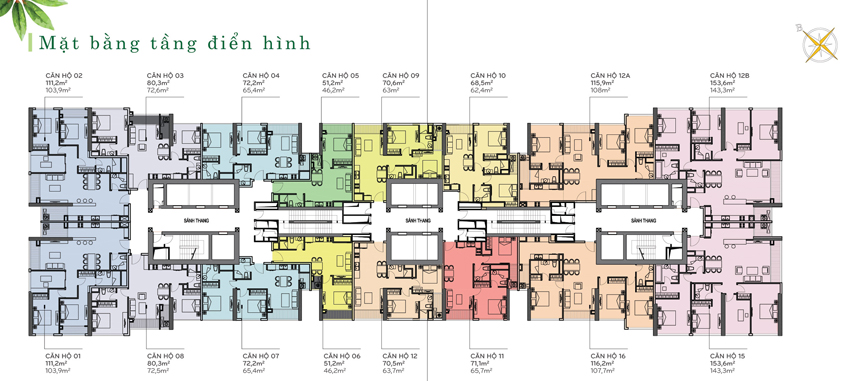 Mặt bằng tầng điển hình
CĂN HỘ 02
111,2m²
103,9m²
CĂN HỘ 03
80,3m²
72,6m²
CĂN HỘ 04
72,2m²
65,4m²
CĂN HỘ 05
51,2m²
46,2m²
CĂN HỘ 09
70,6m²
63m²
CĂN HỘ 10
68,5m²
62,4m²
CĂN HỘ 12A
115,9m²
108m²
CĂN HỘ 12B
153,6m²
143,3m²
SẢNH THANG
SẢNH THANG
SẢNH THANG
CĂN HỘ 01
111,2m²
103,9m²
CĂN HỘ 08
80,3m²
72,5m²
CĂN HỘ 07
72,2m²
65,4m²
CĂN HỘ 06
51,2m²
46,2m²
CĂN HỘ 12
70,5m²
63,7m²
CĂN HỘ 11
71,1m²
65,7m²
CĂN HỘ 16
116,2m²
107,7m²
CĂN HỘ 15
153,6m²
143,3m²